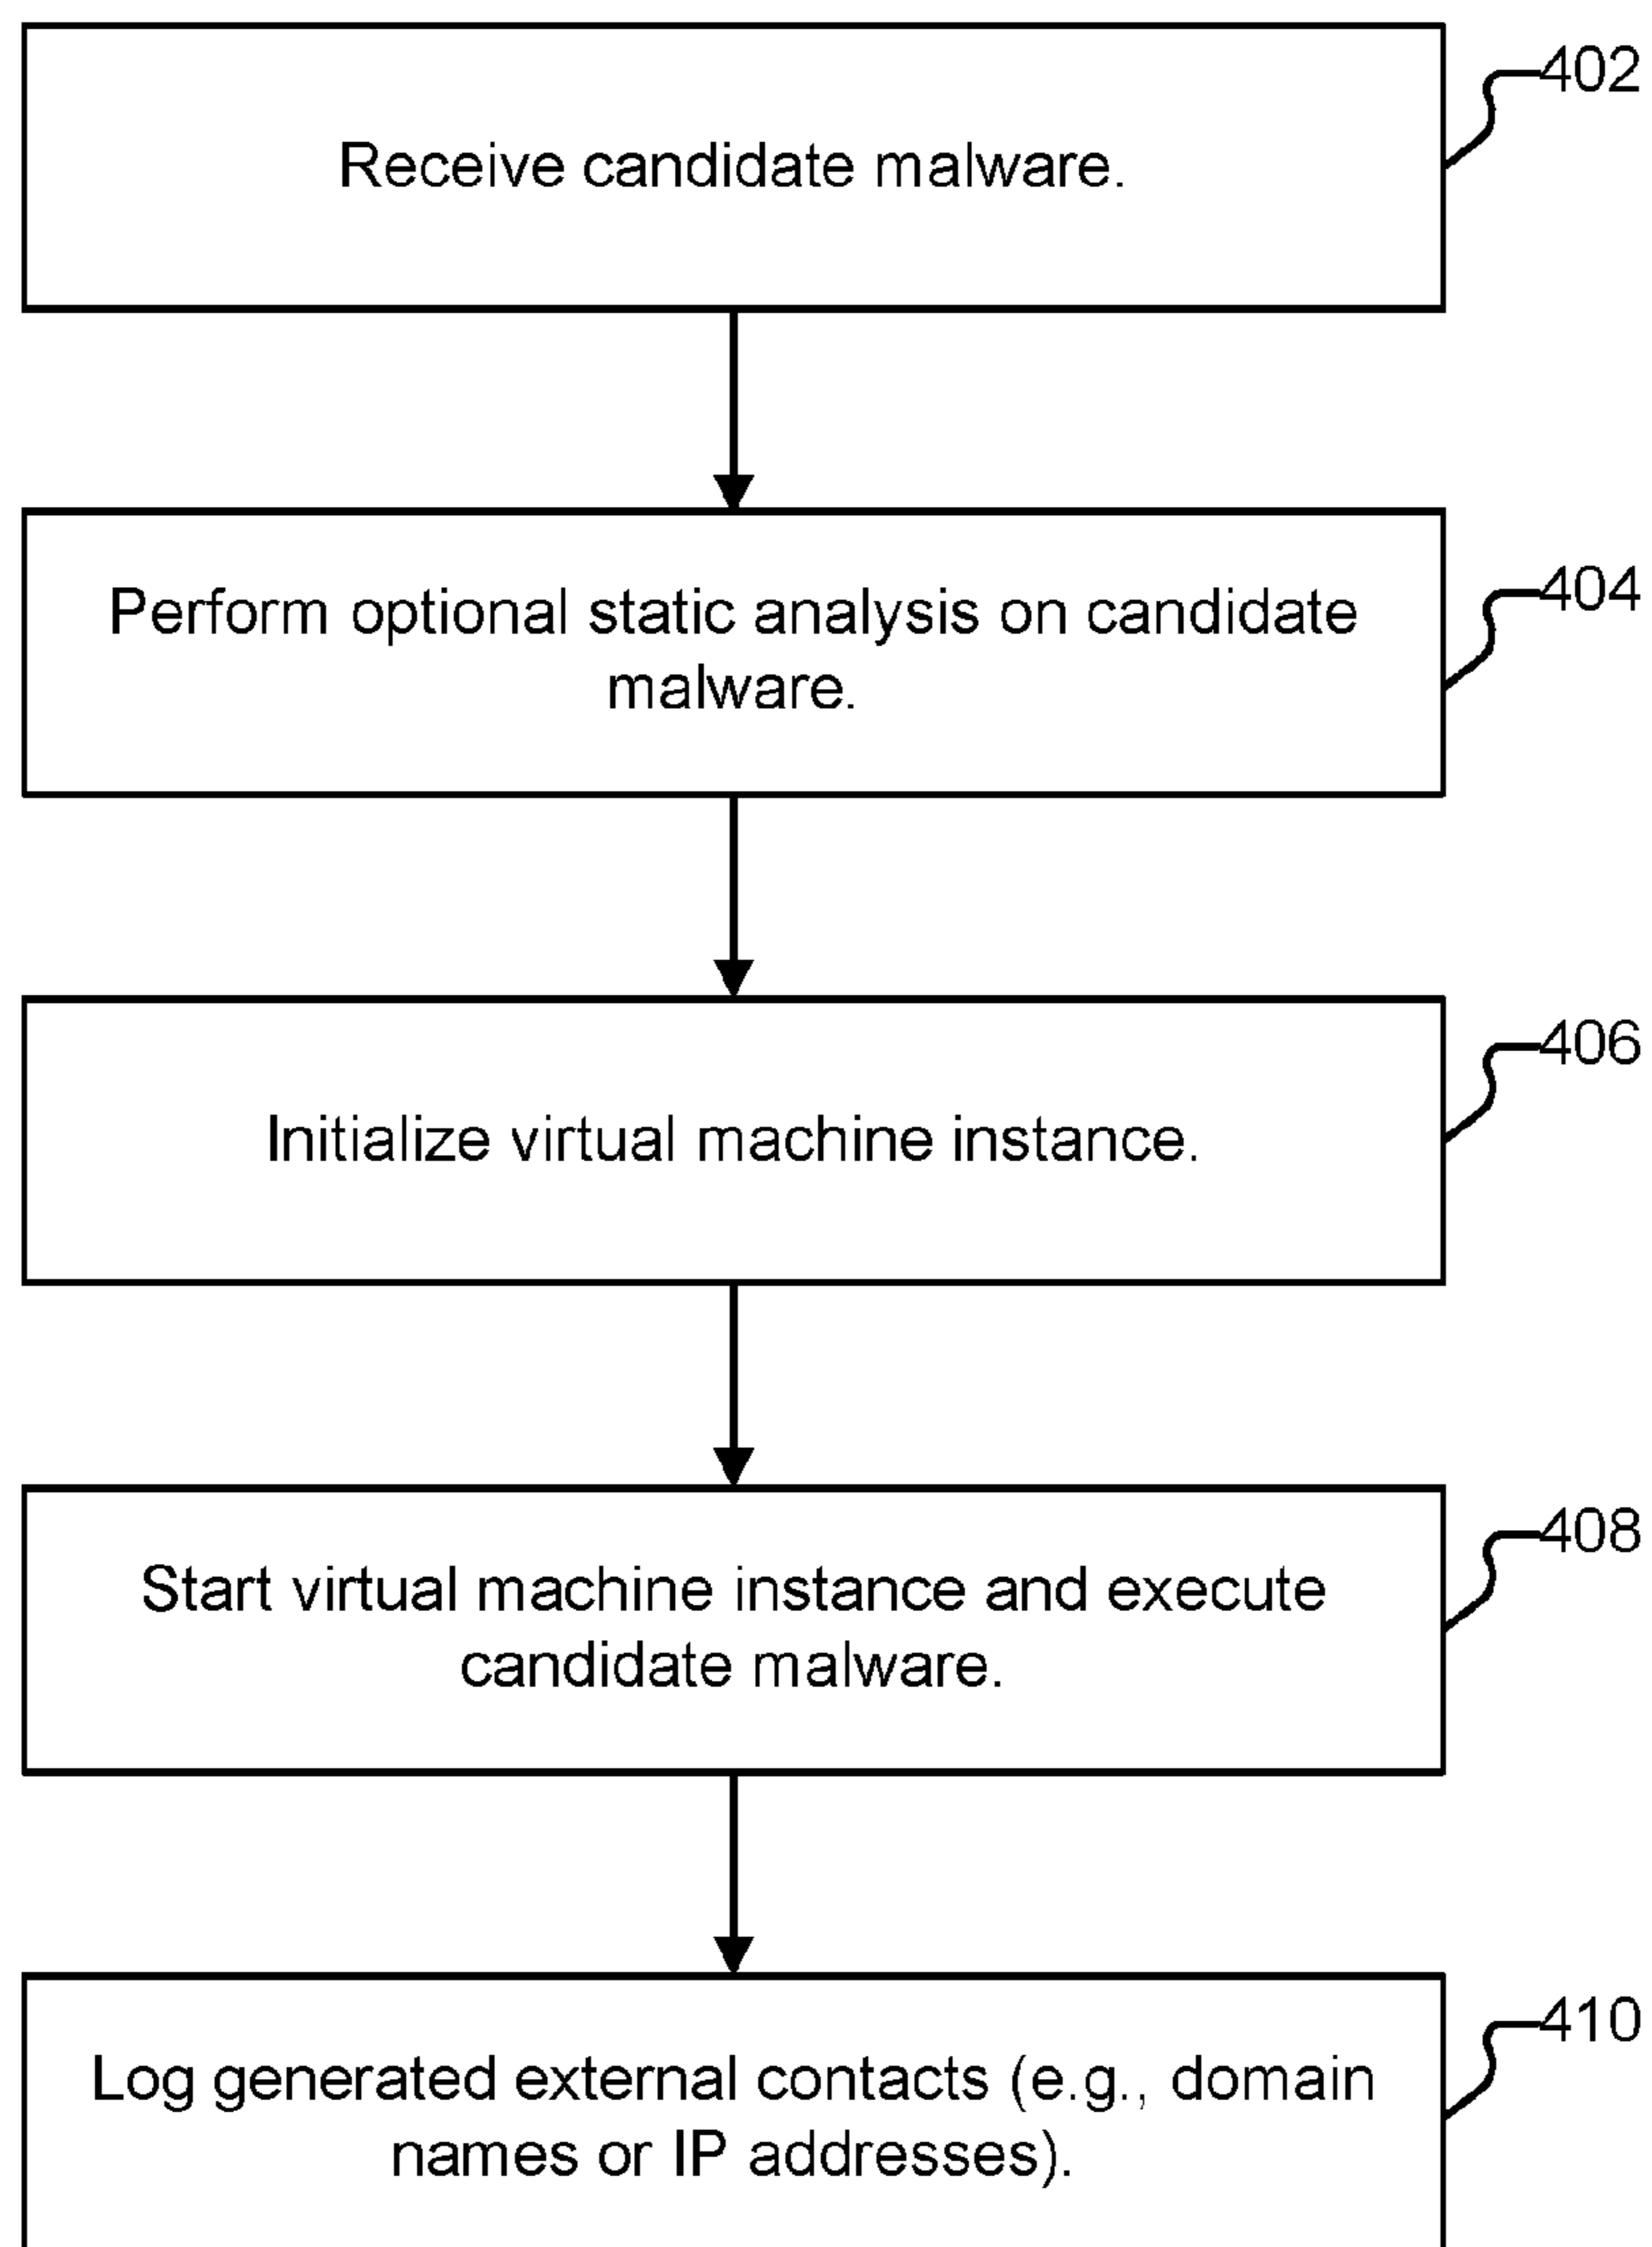 402
Receive candidate malware.
404
Perform optional static analysis on candidate
malware.
406
Initialize virtual machine instance.
408
Start virtual machine instance and execute
candidate malware.
410
Log generated external contacts (e.g., domain
names or IP addresses).